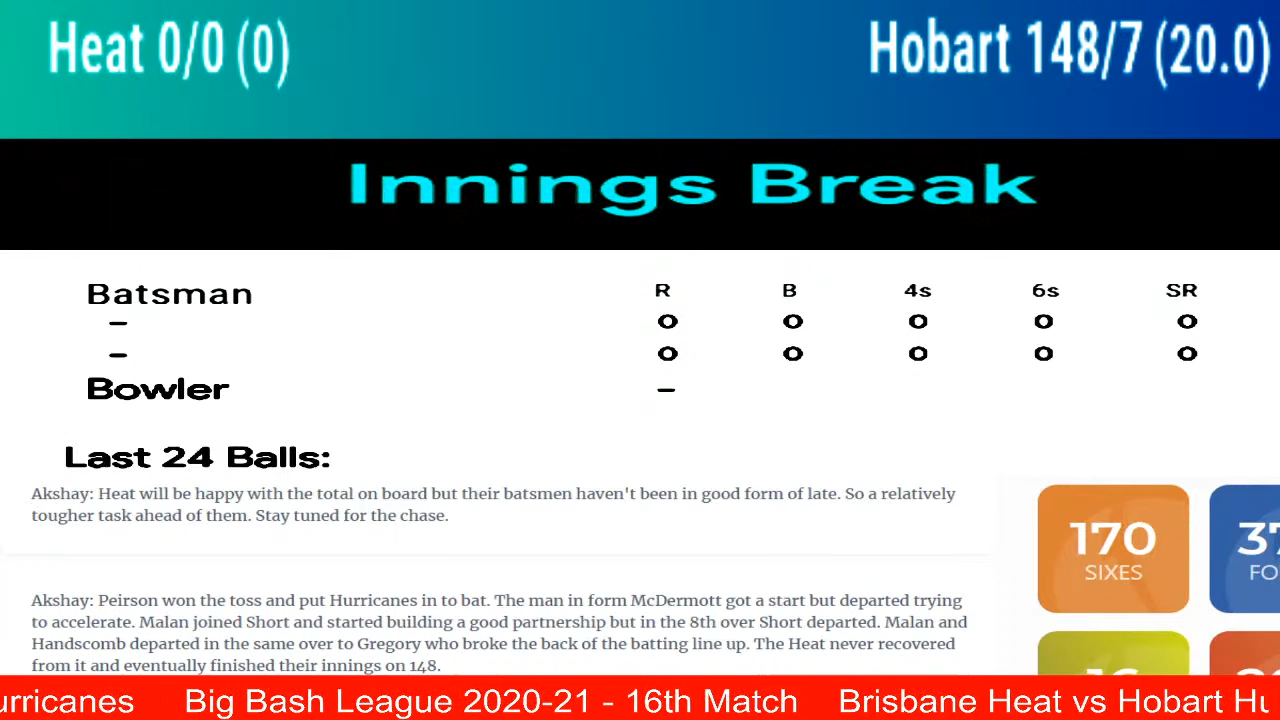 Heat 0/0 (0)
Hobart 148/7 (20.0)
Innings Break
Batsman R B 4s 6s SR
– 0 0 0 0 0
– 0 0 0 0 0
Bowler –
Last 24 Balls:
Akshay: Heat will be happy with the total on board but their batsmen haven't been in good form of late. So a relatively
tougher task ahead of them. Stay tuned for the chase.
170
SIXES
Akshay: Peirson won the toss and put Hurricanes in to bat. The man in form McDermott got a start but departed trying
to accelerate. Malan joined Short and started building a good partnership but in the 8th over Short departed. Malan and
Handscomb departed in the same over to Gregory who broke the back of the batting line up. The Heat never recovered
from it and eventually finished their innings on 148.
urricanes Big Bash League 2020-21 - 16th Match Brisbane Heat vs Hobart Hu